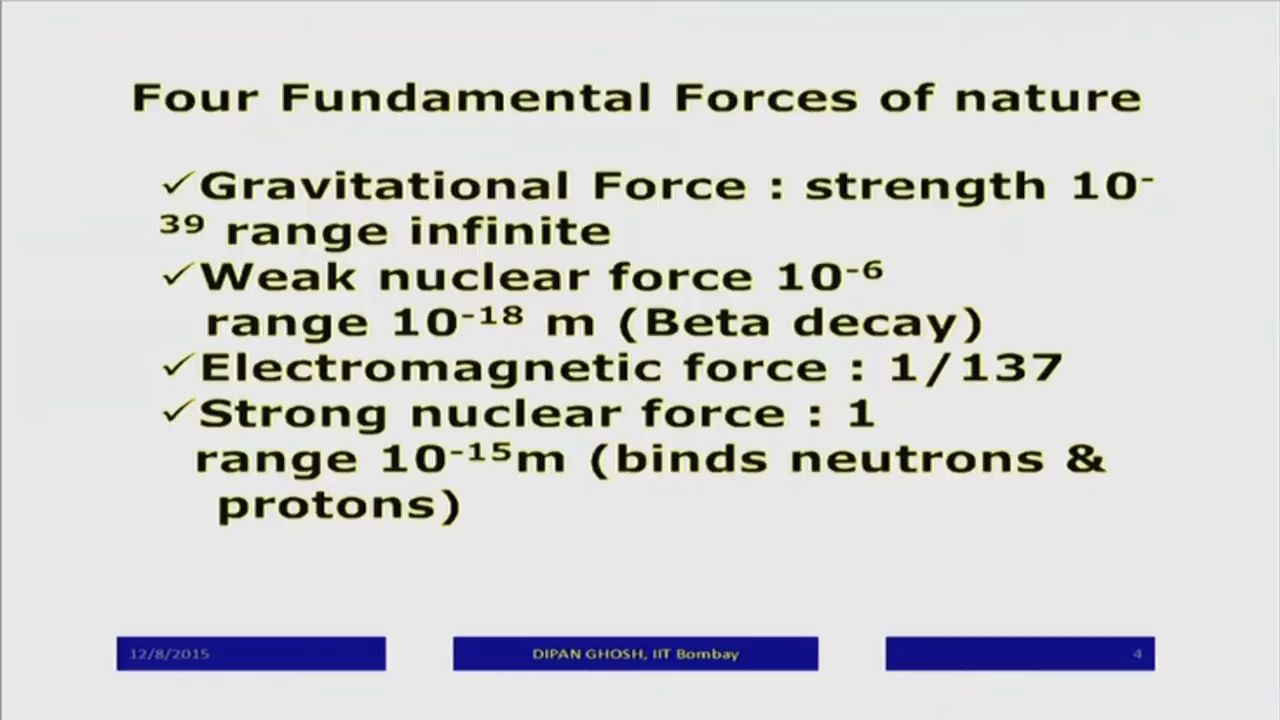 Four Fundamental Forces of nature
✓Gravitational Force : strength 10⁻
³⁹ range infinite
✓Weak nuclear force 10⁻⁶
range 10⁻¹⁸ m (Beta decay)
✓Electromagnetic force : 1/137
✓Strong nuclear force : 1
range 10⁻¹⁵m (binds neutrons &
protons)
12/8/2015 DIPAN GHOSH, IIT Bombay 4